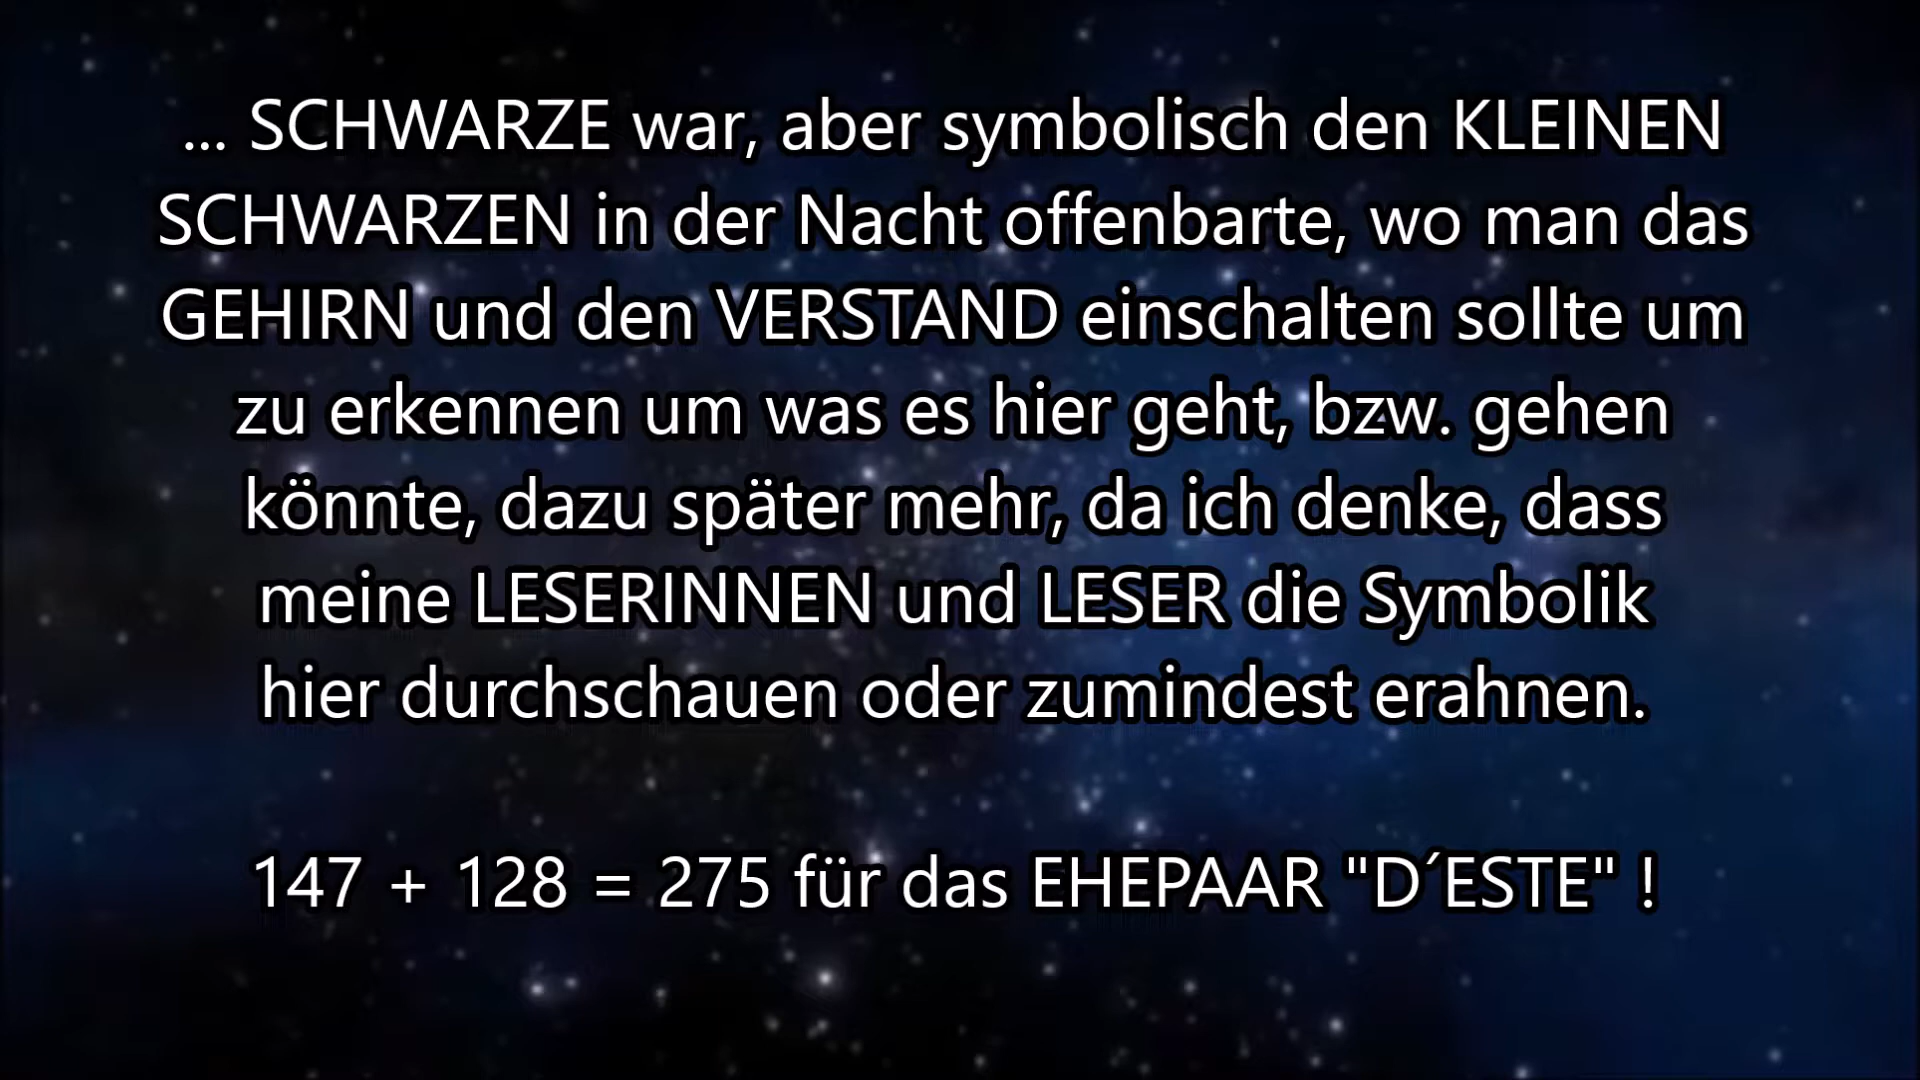 ... SCHWARZE war, aber symbolisch den KLEINEN
SCHWARZEN in der Nacht offenbarte, wo man das
GEHIRN und den VERSTAND einschalten sollte um
zu erkennen um was es hier geht, bzw. gehen
könnte, dazu später mehr, da ich denke, dass
meine LESERINNEN und LESER die Symbolik
hier durchschauen oder zumindest erahnen.
147 + 128 = 275 für das EHEPAAR "D´ESTE" !